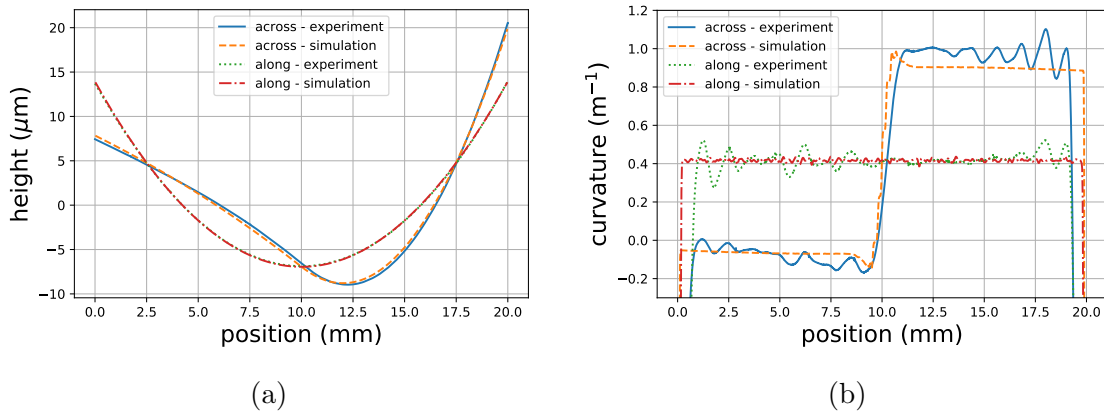 across - experiment
across - simulation
along - experiment
along - simulation
20
15
10
5
0
−5
−10
height (μm)
0.0 2.5 5.0 7.5 10.0 12.5 15.0 17.5 20.0
position (mm)
(a)
across - experiment
across - simulation
along - experiment
along - simulation
1.2
1.0
0.8
0.6
0.4
0.2
0.0
−0.2
curvature (m⁻¹)
0.0 2.5 5.0 7.5 10.0 12.5 15.0 17.5 20.0
position (mm)
(b)